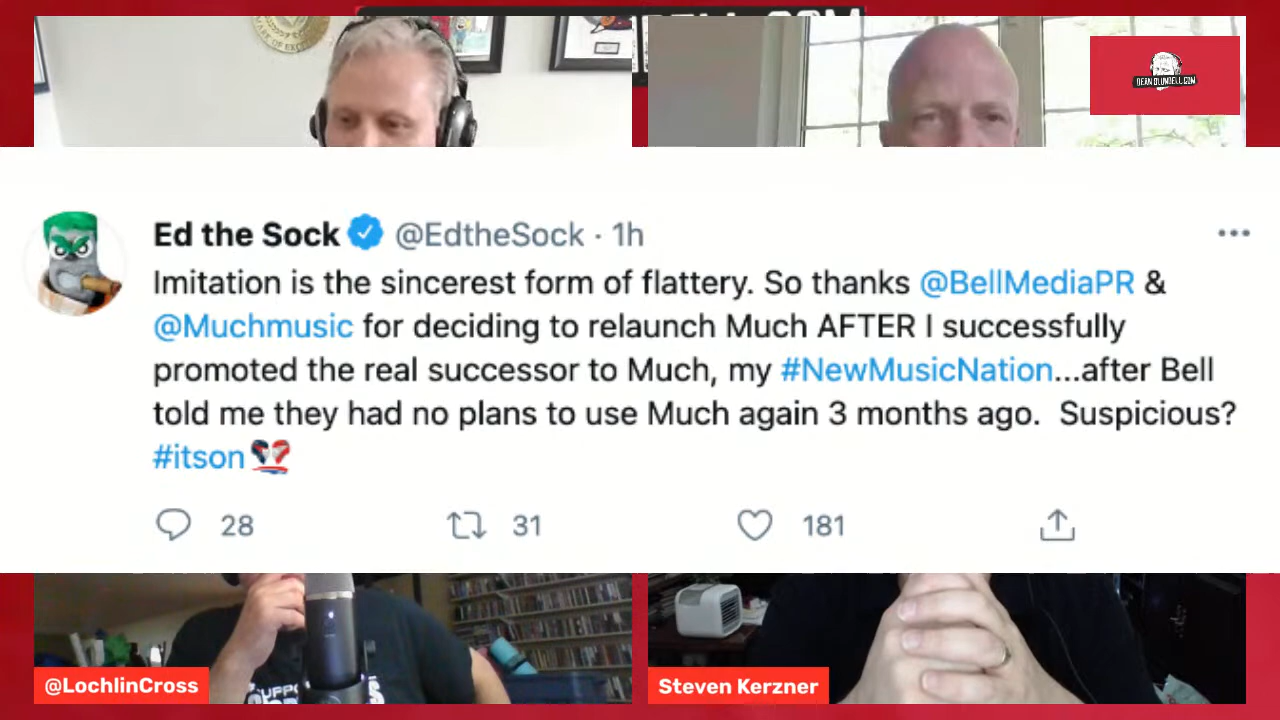 DEANBLUNDELL.COM
Ed the Sock @EdtheSock · 1h
Imitation is the sincerest form of flattery. So thanks @BellMediaPR &
@Muchmusic for deciding to relaunch Much AFTER I successfully
promoted the real successor to Much, my #NewMusicNation...after Bell
told me they had no plans to use Much again 3 months ago. Suspicious?
#itson
28 31 181
@LochlinCross
Steven Kerzner